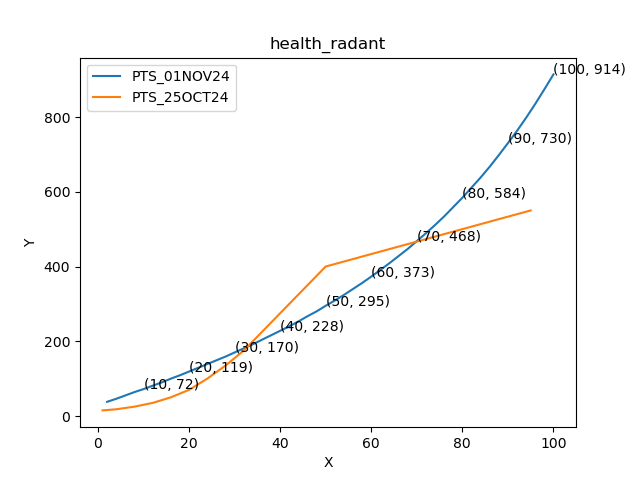 health_radant
PTS_01NOV24
PTS_25OCT24
(100, 914)
(90, 730)
(80, 584)
(70, 468)
(60, 373)
(50, 295)
(40, 228)
(30, 170)
(20, 119)
(10, 72)
Y
800
600
400
200
0
0 20 40 60 80 100
X